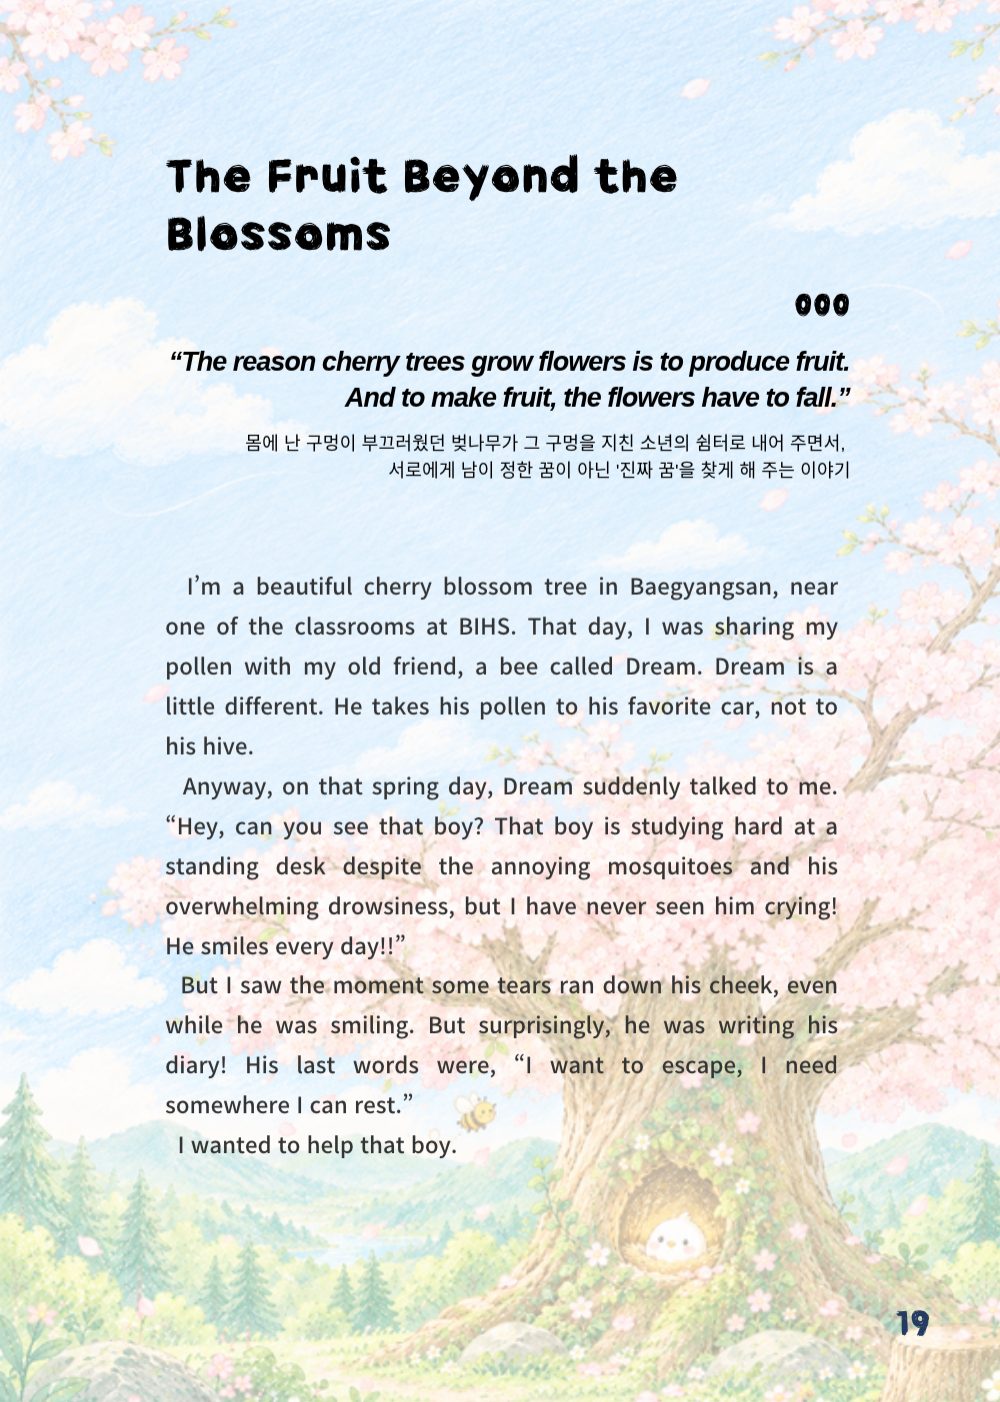 The Fruit Beyond the
Blossoms
ooo
“The reason cherry trees grow flowers is to produce fruit.
And to make fruit, the flowers have to fall.”
몸에 난 구멍이 부끄러웠던 벚나무가 그 구멍을 지친 소년의 쉼터로 내어 주면서,
서로에게 남이 정한 꿈이 아닌 '진짜 꿈'을 찾게 해 주는 이야기
I’m a beautiful cherry blossom tree in Baegyangsan, near
one of the classrooms at BIHS. That day, I was sharing my
pollen with my old friend, a bee called Dream. Dream is a
little different. He takes his pollen to his favorite car, not to
his hive.
Anyway, on that spring day, Dream suddenly talked to me.
“Hey, can you see that boy? That boy is studying hard at a
standing desk despite the annoying mosquitoes and his
overwhelming drowsiness, but I have never seen him crying!
He smiles every day!!”
But I saw the moment some tears ran down his cheek, even
while he was smiling. But surprisingly, he was writing his
diary! His last words were, “I want to escape, I need
somewhere I can rest.”
I wanted to help that boy.
19